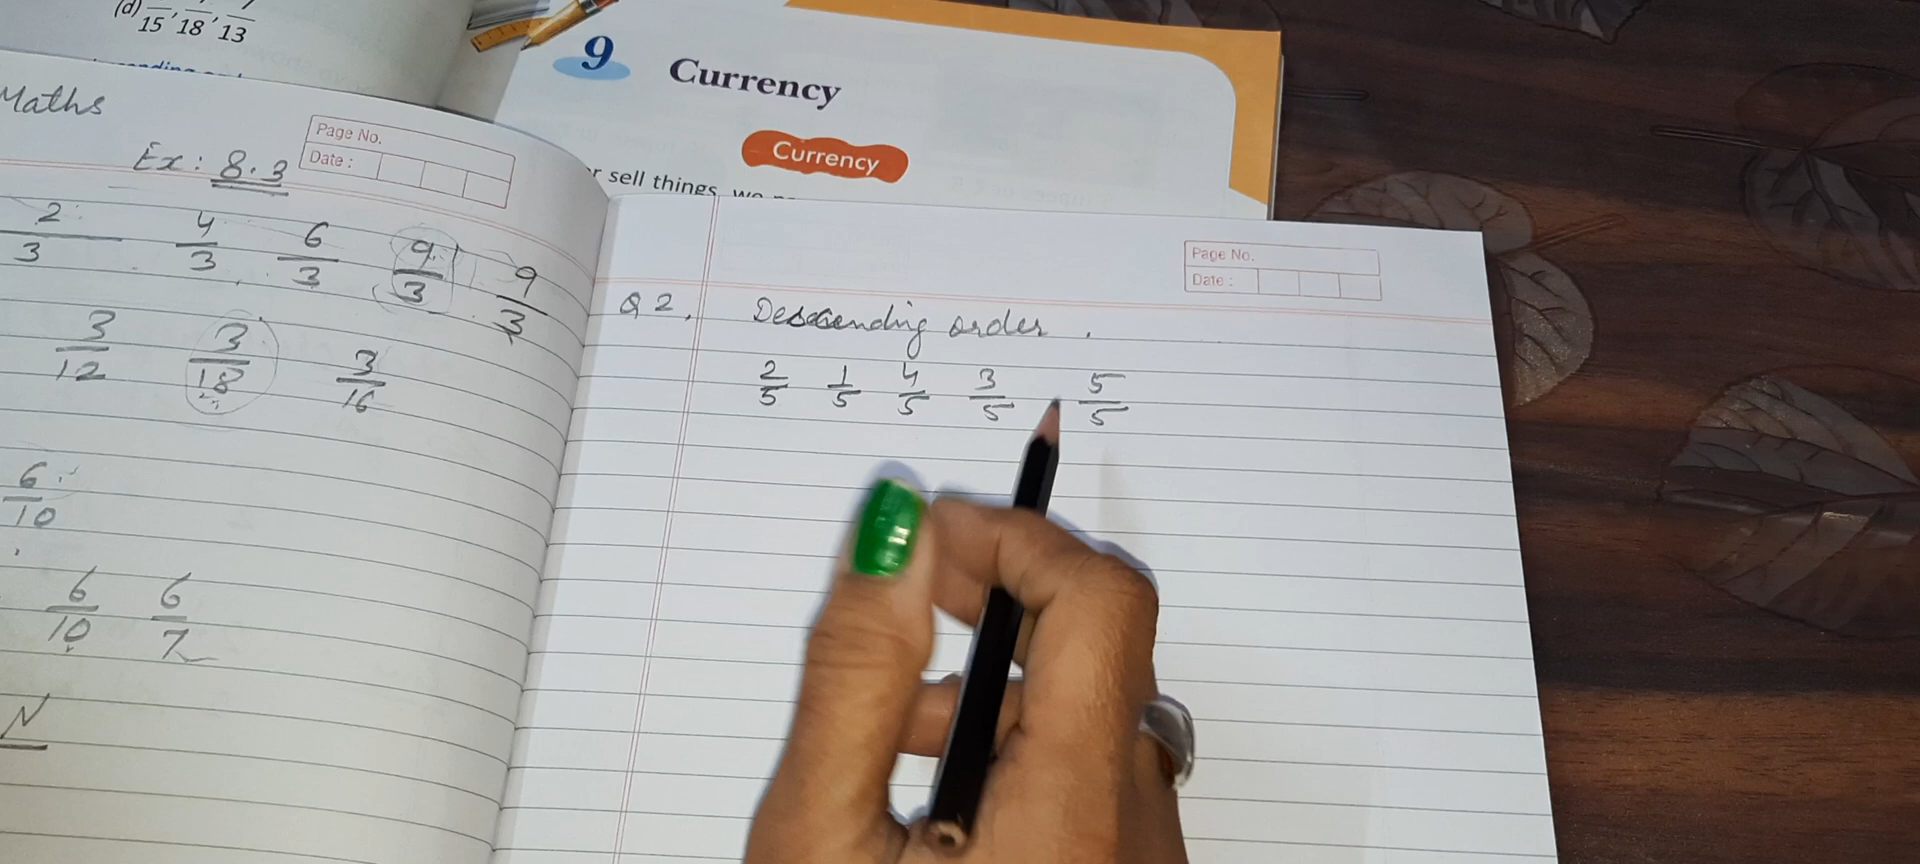 (d)
15, 18, 13
9 Currency
Currency
r sell things, we
Maths
Page No.
Date :
Ex : 8.3
2/3 4/3 6/3 9/3 9/3
3/12 3/18 3/16
6/10
6/10 6/7
N
Page No.
Date :
Q 2. Descending order.
2/5 1/5 4/5 3/5 5/5